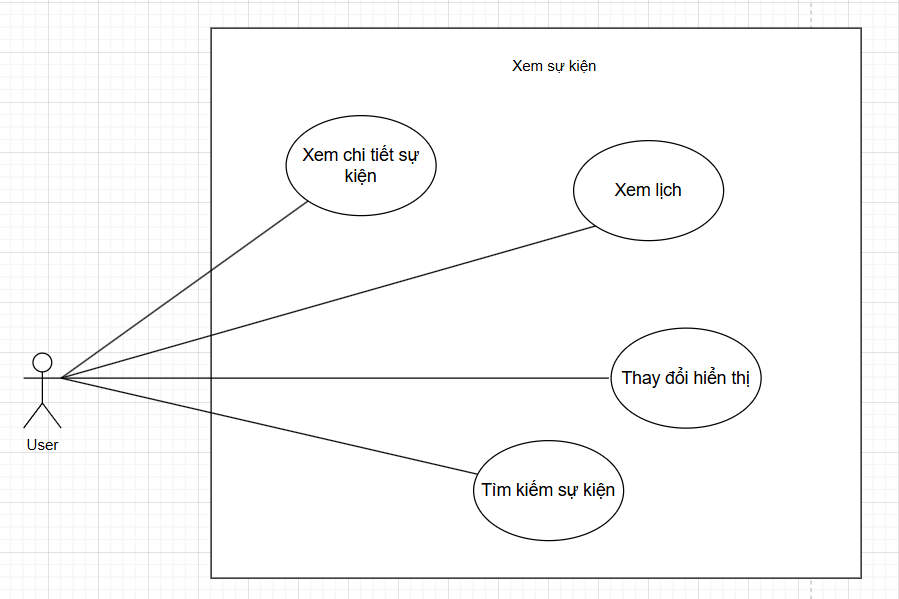 Xem sự kiện
Xem chi tiết sự
kiện
Xem lịch
Thay đổi hiển thị
User
Tìm kiếm sự kiện